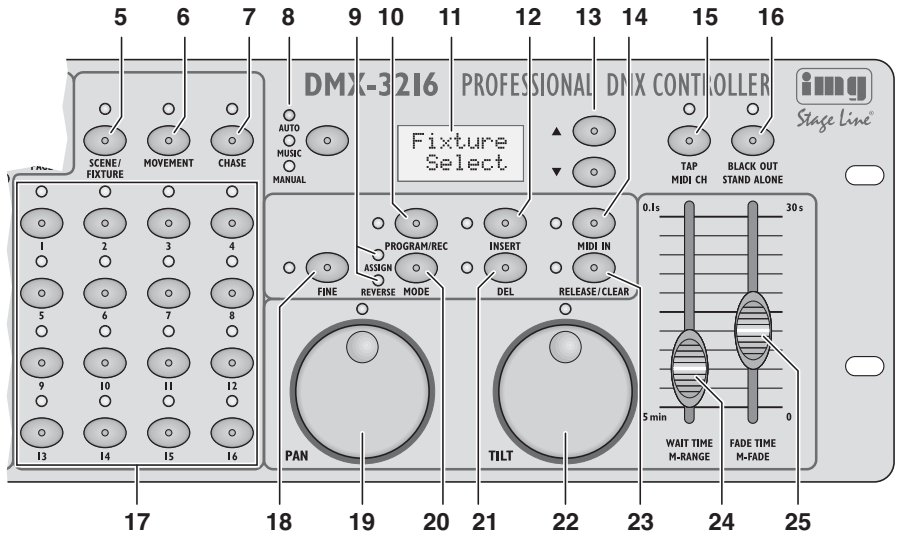 5 6 7 8 9 10 11 12 13 14 15 16
DMX-3216 PROFESSIONAL DMX CONTROLLER
img
Stage Line®
AUTO
MUSIC
MANUAL
Fixture
Select
▲
▼
SCENE/
FIXTURE
MOVEMENT
CHASE
TAP
MIDI CH
BLACK OUT
STAND ALONE
1 2 3 4
5 6 7 8
9 10 11 12
13 14 15 16
PROGRAM/REC
INSERT
MIDI IN
ASSIGN
REVERSE
FINE
MODE
DEL
RELEASE/CLEAR
PAN
TILT
0.1s
30 s
5 min
0
WAIT TIME
M-RANGE
FADE TIME
M-FADE
17 18 19 20 21 22 23 24 25